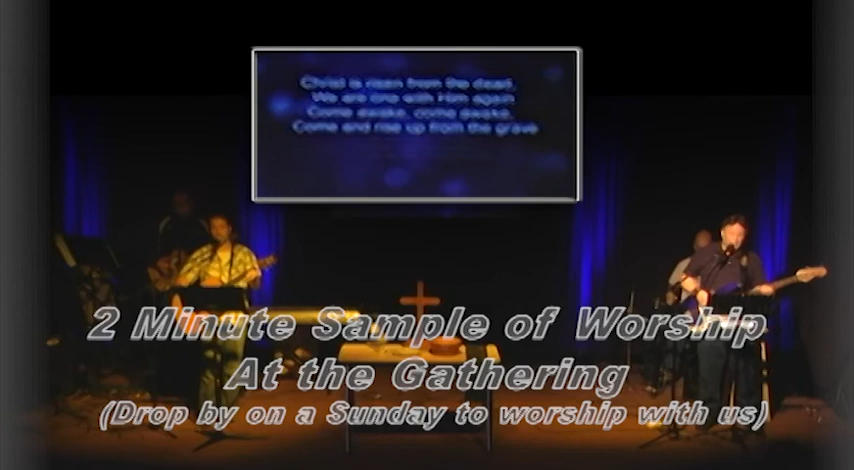 Christ is risen from the dead.
We are one with Him again
Come awake, come awake.
Come and rise up from the grave
2 Minute Sample of Worship
At the Gathering
(Drop by on a Sunday to worship with us)